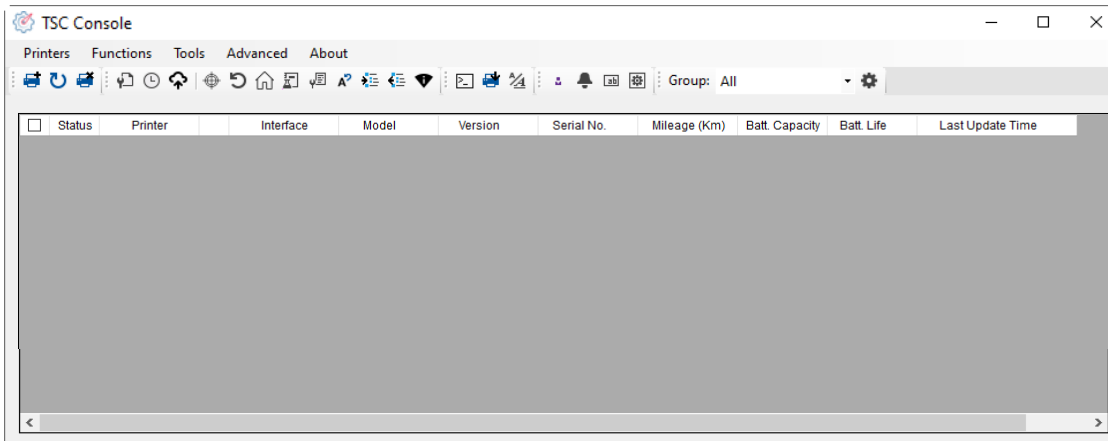 TSC Console
Printers Functions Tools Advanced About
Group: All
Status Printer Interface Model Version Serial No. Mileage (Km) Batt. Capacity Batt. Life Last Update Time